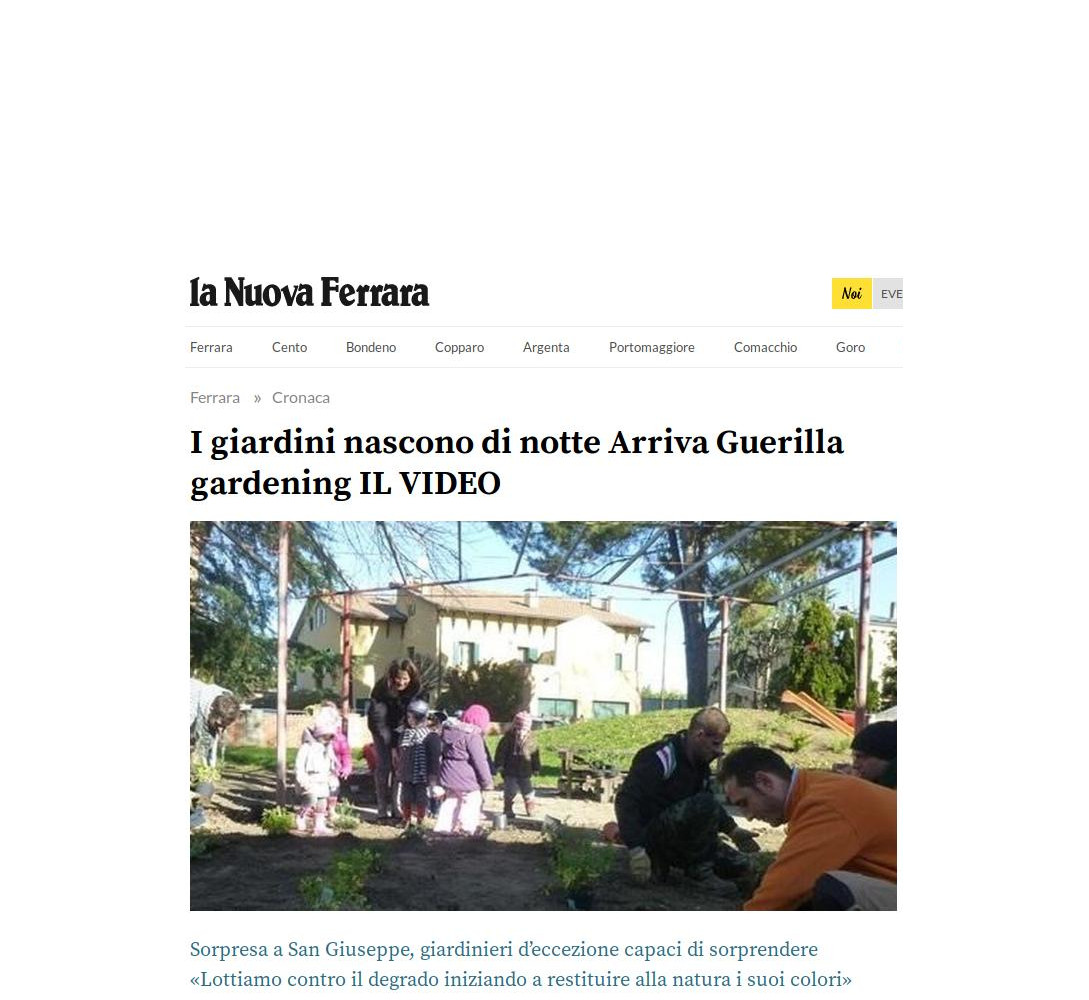 la Nuova Ferrara
Noi EVE
Ferrara Cento Bondeno Copparo Argenta Portomaggiore Comacchio Goro
Ferrara » Cronaca
I giardini nascono di notte Arriva Guerilla
gardening IL VIDEO
Sorpresa a San Giuseppe, giardinieri d’eccezione capaci di sorprendere
«Lottiamo contro il degrado iniziando a restituire alla natura i suoi colori»